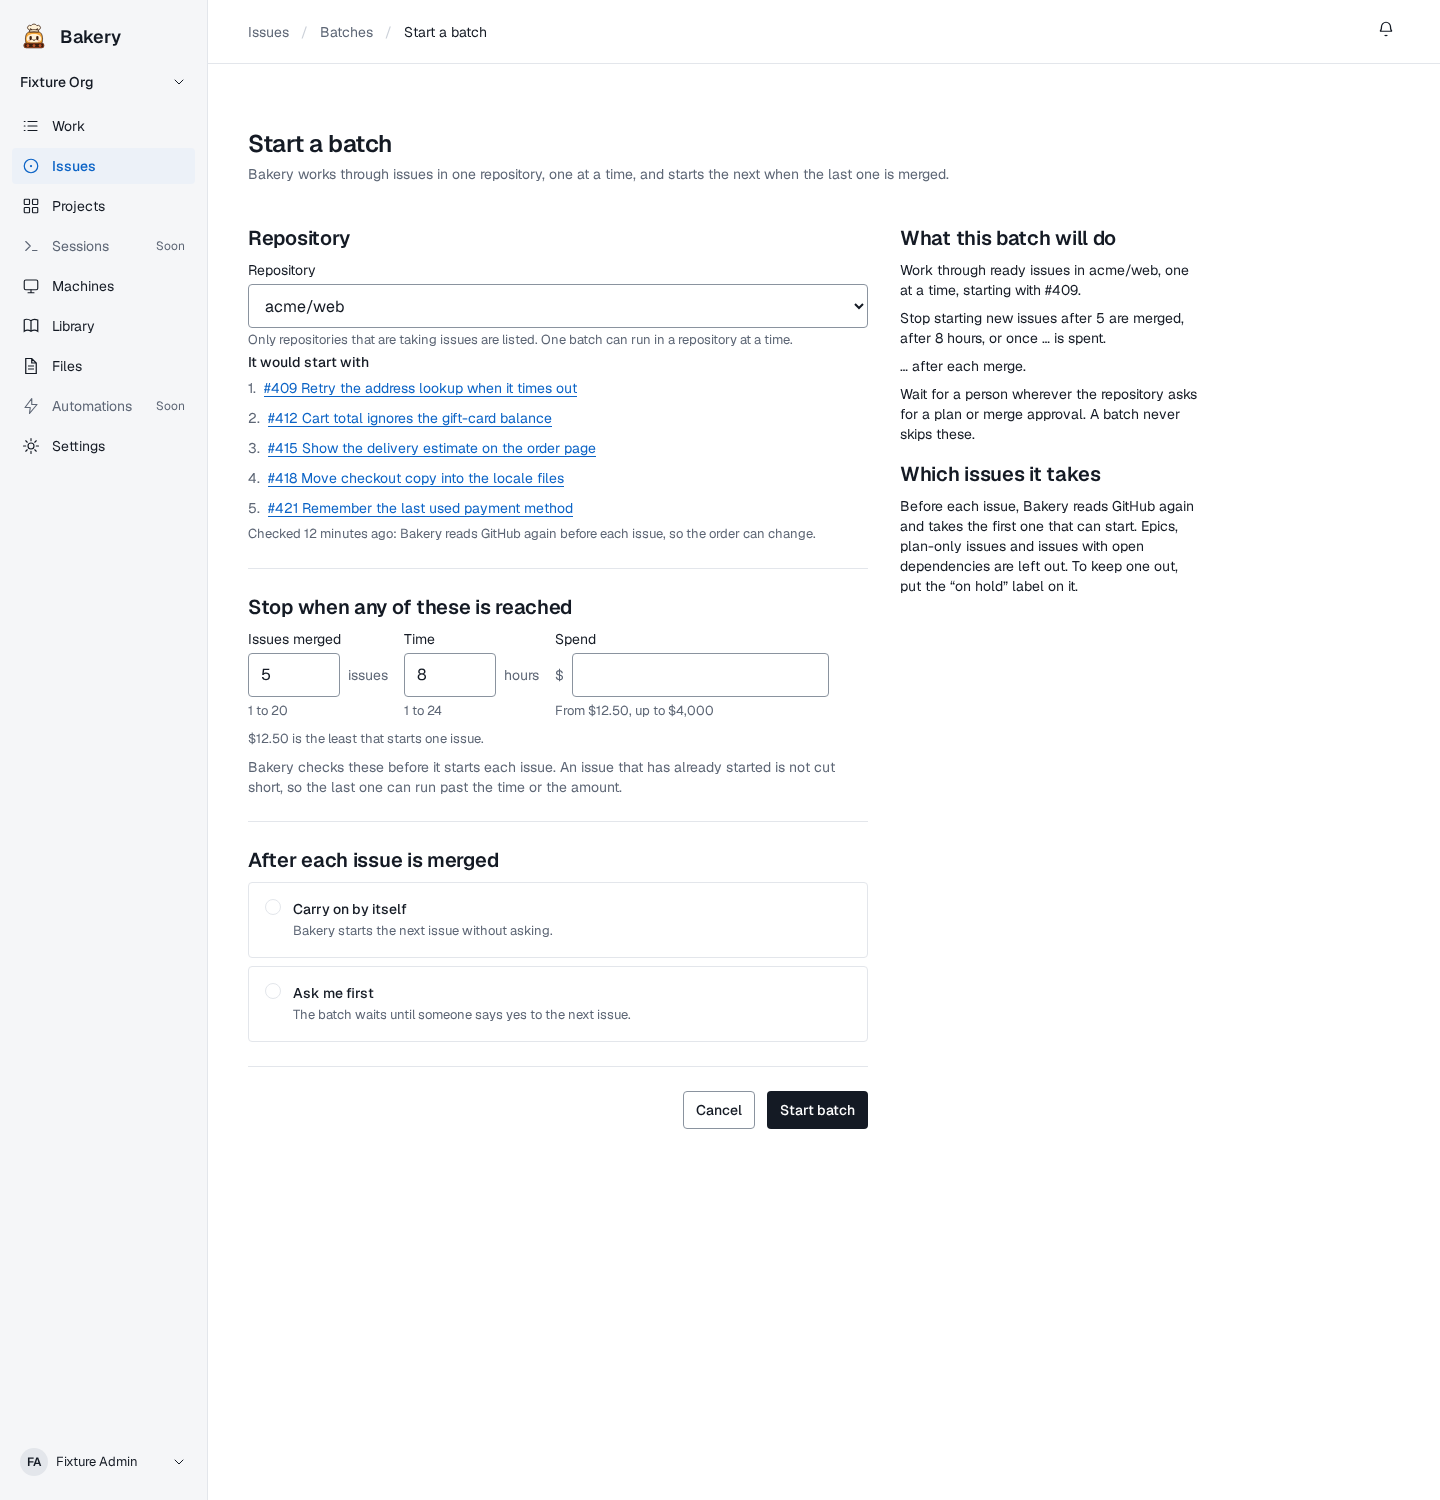 Bakery
Fixture Org
Work
Issues
Projects
Sessions Soon
Machines
Library
Files
Automations Soon
Settings
FA Fixture Admin
Issues / Batches / Start a batch
Start a batch
Bakery works through issues in one repository, one at a time, and starts the next when the last one is merged.
Repository
Repository
acme/web
Only repositories that are taking issues are listed. One batch can run in a repository at a time.
It would start with
1. #409 Retry the address lookup when it times out
2. #412 Cart total ignores the gift-card balance
3. #415 Show the delivery estimate on the order page
4. #418 Move checkout copy into the locale files
5. #421 Remember the last used payment method
Checked 12 minutes ago: Bakery reads GitHub again before each issue, so the order can change.
Stop when any of these is reached
Issues merged Time Spend
5 issues 8 hours $
1 to 20 1 to 24 From $12.50, up to $4,000
$12.50 is the least that starts one issue.
Bakery checks these before it starts each issue. An issue that has already started is not cut
short, so the last one can run past the time or the amount.
After each issue is merged
Carry on by itself
Bakery starts the next issue without asking.
Ask me first
The batch waits until someone says yes to the next issue.
Cancel Start batch
What this batch will do
Work through ready issues in acme/web, one
at a time, starting with #409.
Stop starting new issues after 5 are merged,
after 8 hours, or once … is spent.
… after each merge.
Wait for a person wherever the repository asks
for a plan or merge approval. A batch never
skips these.
Which issues it takes
Before each issue, Bakery reads GitHub again
and takes the first one that can start. Epics,
plan-only issues and issues with open
dependencies are left out. To keep one out,
put the “on hold” label on it.